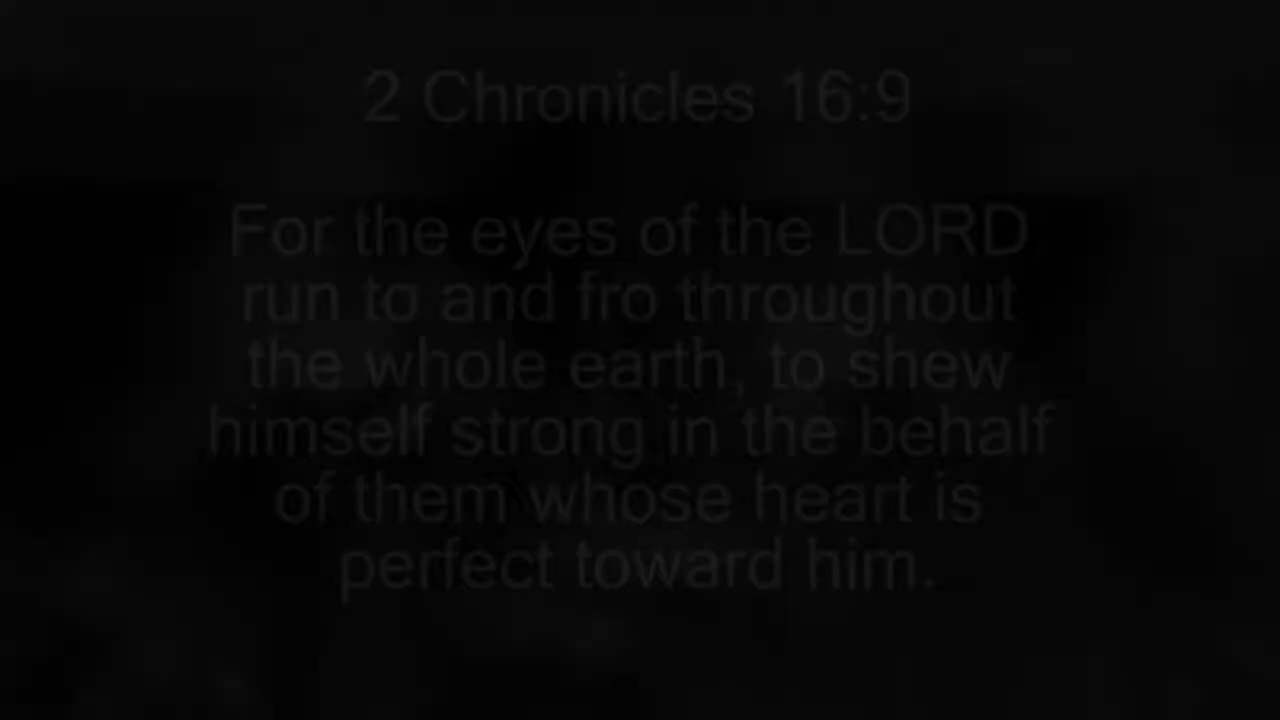 2 Chronicles 16:9
For the eyes of the LORD
run to and fro throughout
the whole earth, to shew
himself strong in the behalf
of them whose heart is
perfect toward him.